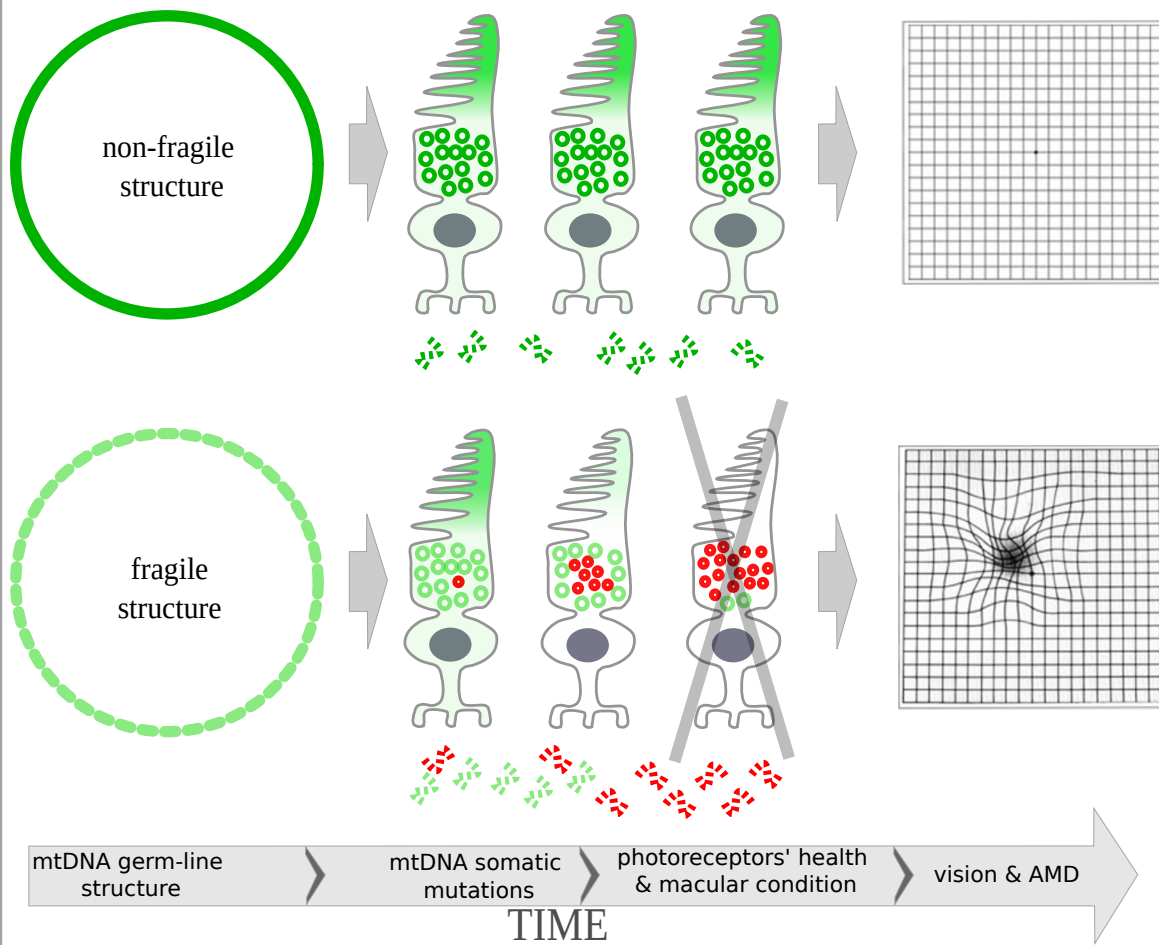 non-fragile
structure
fragile
structure
mtDNA germ-line
structure
mtDNA somatic
mutations
photoreceptors' health
& macular condition
vision & AMD
TIME